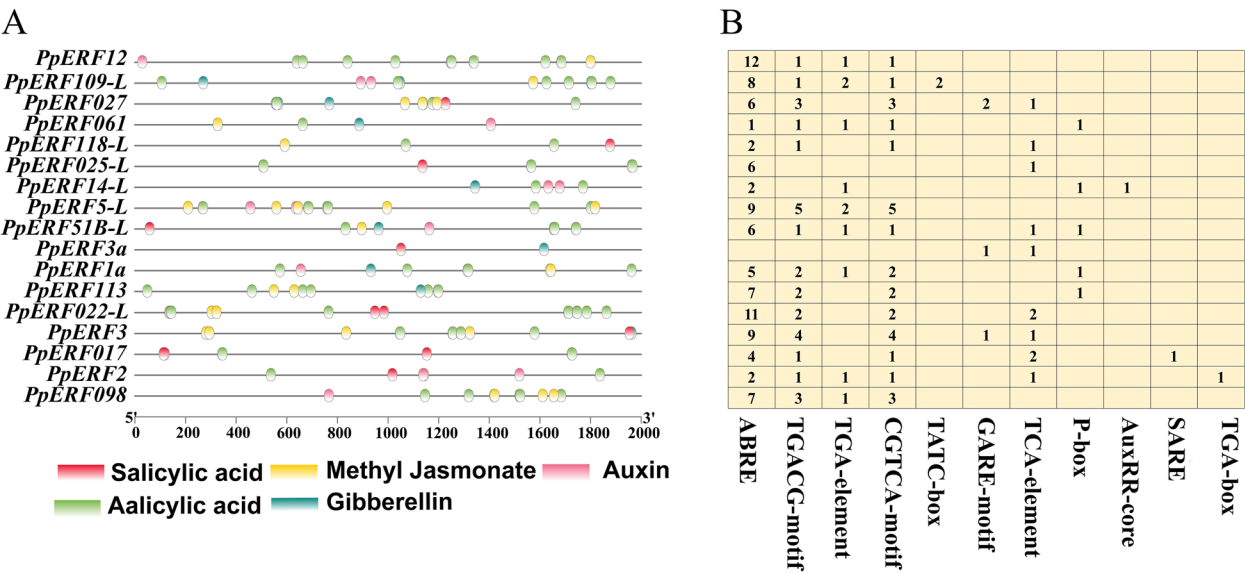 A
PpERF12
PpERF109-L
PpERF027
PpERF061
PpERF118-L
PpERF025-L
PpERF14-L
PpERF5-L
PpERF51B-L
PpERF3a
PpERF1a
PpERF113
PpERF022-L
PpERF3
PpERF017
PpERF2
PpERF098
5' 3'
0 200 400 600 800 1000 1200 1400 1600 1800 2000
Salicylic acid Methyl Jasmonate Auxin
Aalicylic acid Gibberellin
B
12 1 1 1
8 1 2 1 2
6 3 3 2 1
1 1 1 1 1
2 1 1 1
6 1
2 1 1 1
9 5 2 5
6 1 1 1 1 1
1 1
5 2 1 2 1
7 2 2 1
11 2 2 2
9 4 4 1 1
4 1 1 2 1
2 1 1 1 1 1
7 3 1 3
ABRE
TGACG-motif
TGA-element
CGTCA-motif
TATC-box
GARE-motif
TCA-element
P-box
AuxRR-core
SARE
TGA-box